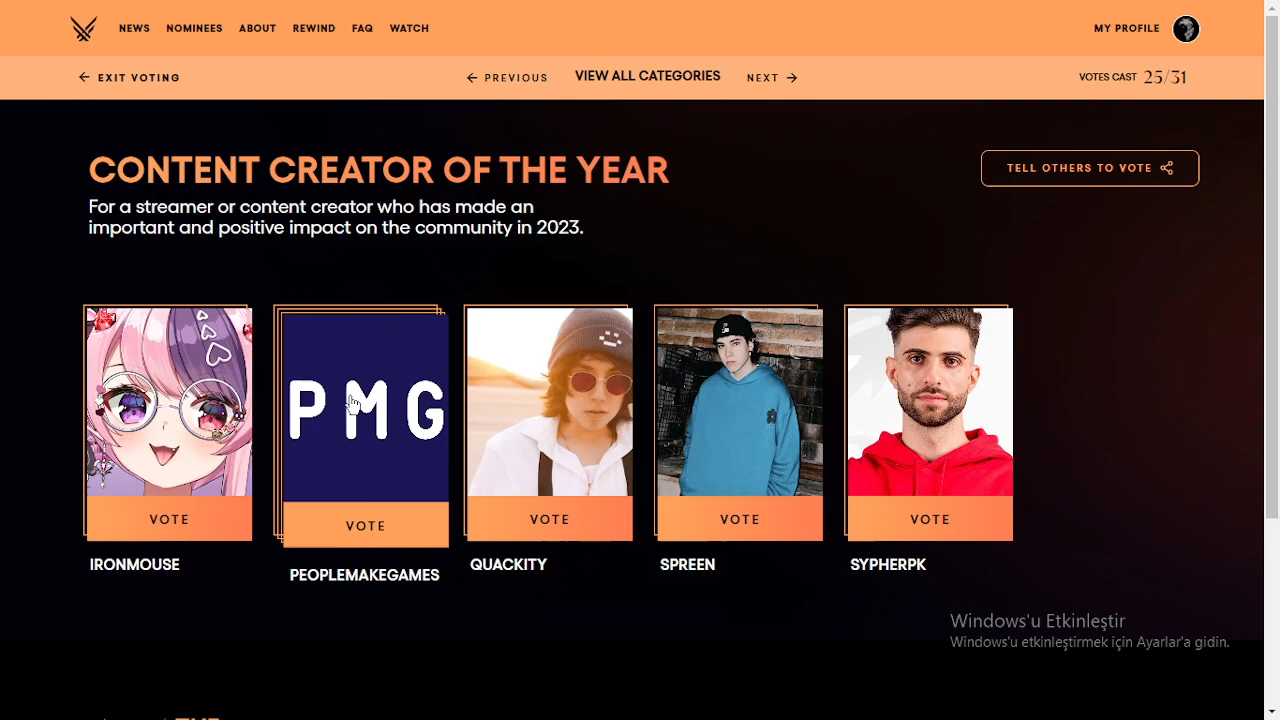 NEWS NOMINEES ABOUT REWIND FAQ WATCH MY PROFILE
EXIT VOTING PREVIOUS VIEW ALL CATEGORIES NEXT VOTES CAST 25/31
CONTENT CREATOR OF THE YEAR
TELL OTHERS TO VOTE
For a streamer or content creator who has made an
important and positive impact on the community in 2023.
PMG
VOTE VOTE VOTE VOTE VOTE
IRONMOUSE PEOPLEMAKEGAMES QUACKITY SPREEN SYPHERPK
Windows'u Etkinleştir
Windows'u etkinleştirmek için Ayarlar'a gidin.